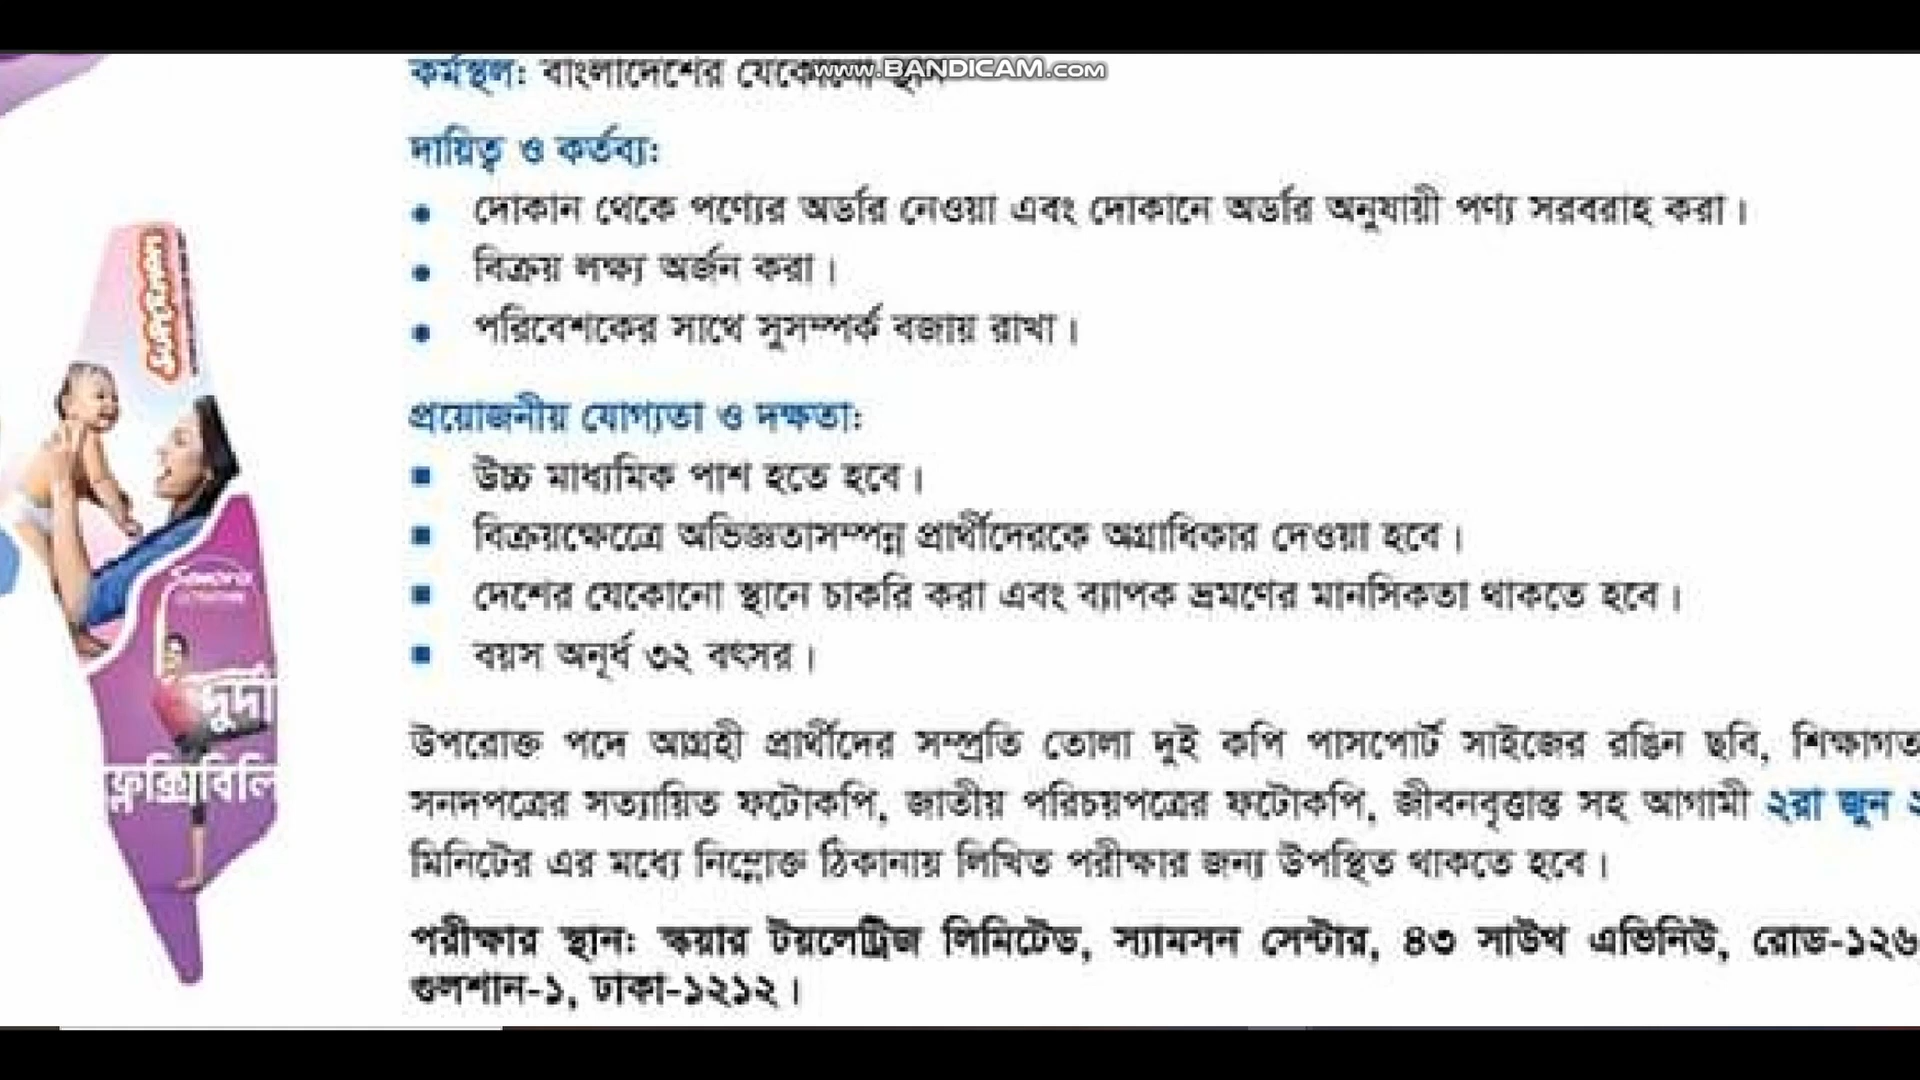 www.BANDICAM.com
কর্মস্থল: বাংলাদেশের যেকোনো স্থান
দায়িত্ব ও কর্তব্য:
• দোকান থেকে পণ্যের অর্ডার নেওয়া এবং দোকানে অর্ডার অনুযায়ী পণ্য সরবরাহ করা।
• বিক্রয় লক্ষ্য অর্জন করা।
• পরিবেশকের সাথে সুসম্পর্ক বজায় রাখা।
প্রয়োজনীয় যোগ্যতা ও দক্ষতা:
▪ উচ্চ মাধ্যমিক পাশ হতে হবে।
▪ বিক্রয়ক্ষেত্রে অভিজ্ঞতাসম্পন্ন প্রার্থীদেরকে অগ্রাধিকার দেওয়া হবে।
▪ দেশের যেকোনো স্থানে চাকরি করা এবং ব্যাপক ভ্রমণের মানসিকতা থাকতে হবে।
▪ বয়স অনূর্ধ ৩২ বৎসর।
উপরোক্ত পদে আগ্রহী প্রার্থীদের সম্প্রতি তোলা দুই কপি পাসপোর্ট সাইজের রঙিন ছবি, শিক্ষাগত
সনদপত্রের সত্যায়িত ফটোকপি, জাতীয় পরিচয়পত্রের ফটোকপি, জীবনবৃত্তান্ত সহ আগামী ২রা জুন
মিনিটের এর মধ্যে নিম্নোক্ত ঠিকানায় লিখিত পরীক্ষার জন্য উপস্থিত থাকতে হবে।
পরীক্ষার স্থান: স্কয়ার টয়লেট্রিজ লিমিটেড, স্যামসন সেন্টার, ৪৩ সাউথ এভিনিউ, রোড-১২৬
গুলশান-১, ঢাকা-১২১২।